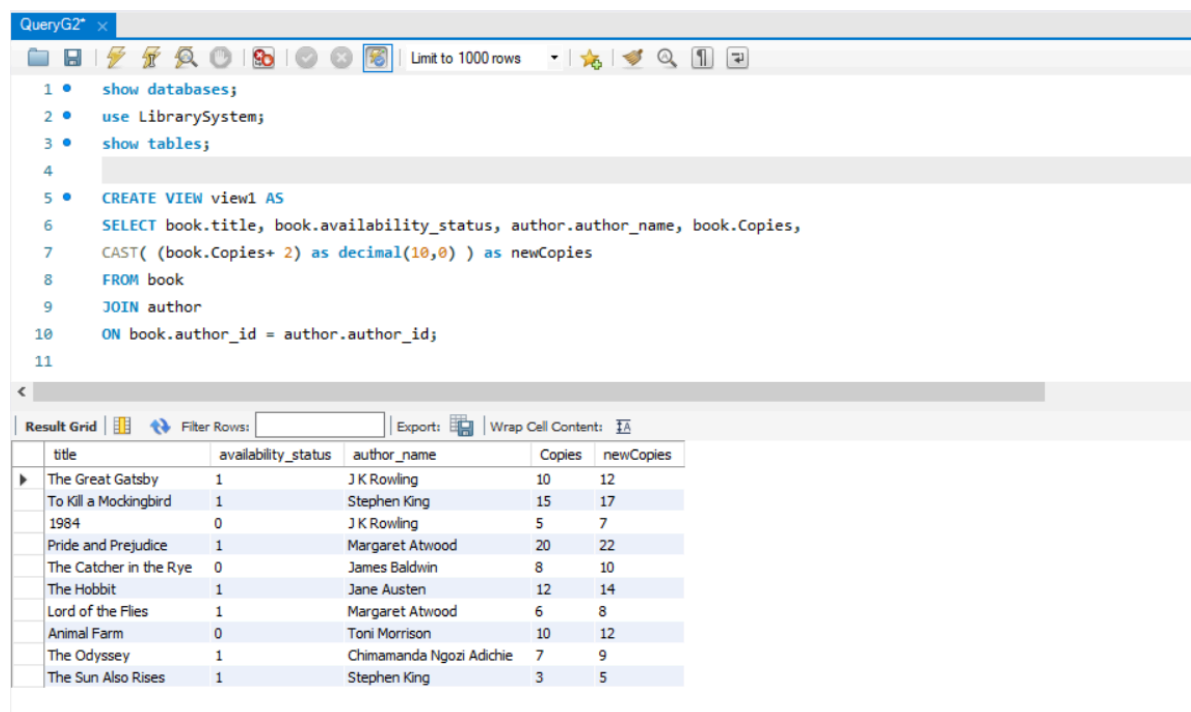 QueryG2*
Limit to 1000 rows
1 show databases;
2 use LibrarySystem;
3 show tables;
4
5 CREATE VIEW view1 AS
6 SELECT book.title, book.availability_status, author.author_name, book.Copies,
7 CAST( (book.Copies+ 2) as decimal(10,0) ) as newCopies
8 FROM book
9 JOIN author
10 ON book.author_id = author.author_id;
11
Result Grid Filter Rows: Export: Wrap Cell Content:
title availability_status author_name Copies newCopies
The Great Gatsby 1 J K Rowling 10 12
To Kill a Mockingbird 1 Stephen King 15 17
1984 0 J K Rowling 5 7
Pride and Prejudice 1 Margaret Atwood 20 22
The Catcher in the Rye 0 James Baldwin 8 10
The Hobbit 1 Jane Austen 12 14
Lord of the Flies 1 Margaret Atwood 6 8
Animal Farm 0 Toni Morrison 10 12
The Odyssey 1 Chimamanda Ngozi Adichie 7 9
The Sun Also Rises 1 Stephen King 3 5